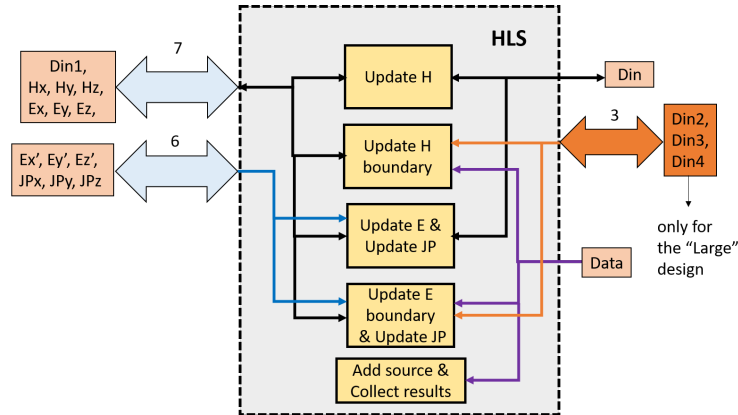 HLS
7
Din1,
Hx, Hy, Hz,
Ex, Ey, Ez,
6
Ex’, Ey’, Ez’,
JPx, JPy, JPz
Update H
Update H
boundary
Update E &
Update JP
Update E
boundary
& Update JP
Add source &
Collect results
Din
3
Din2,
Din3,
Din4
only for
the “Large”
design
Data